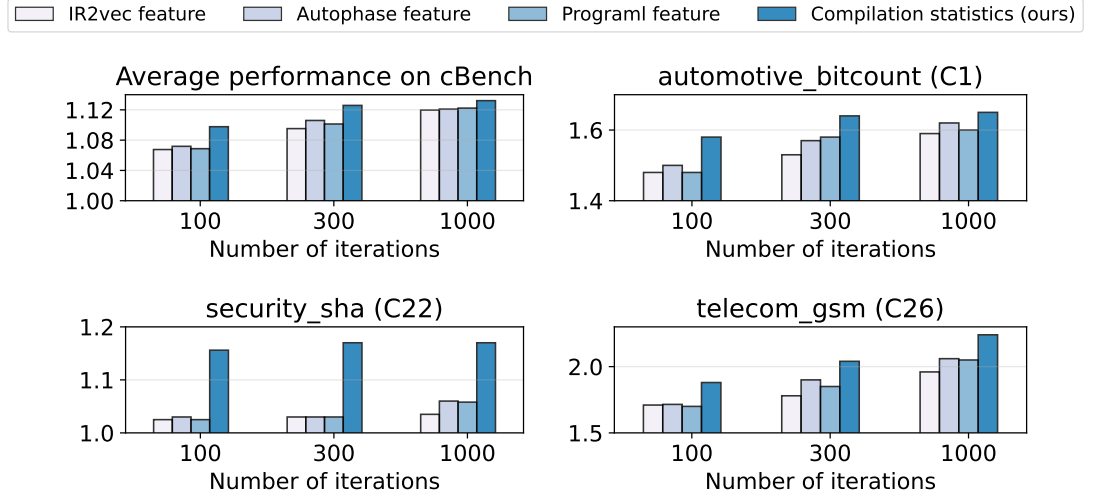 IR2vec feature Autophase feature Programl feature Compilation statistics (ours)
Average performance on cBench
1.12
1.08
1.04
1.00
100 300 1000
Number of iterations
automotive_bitcount (C1)
1.6
1.4
100 300 1000
Number of iterations
security_sha (C22)
1.2
1.1
1.0
100 300 1000
Number of iterations
telecom_gsm (C26)
2.0
1.5
100 300 1000
Number of iterations